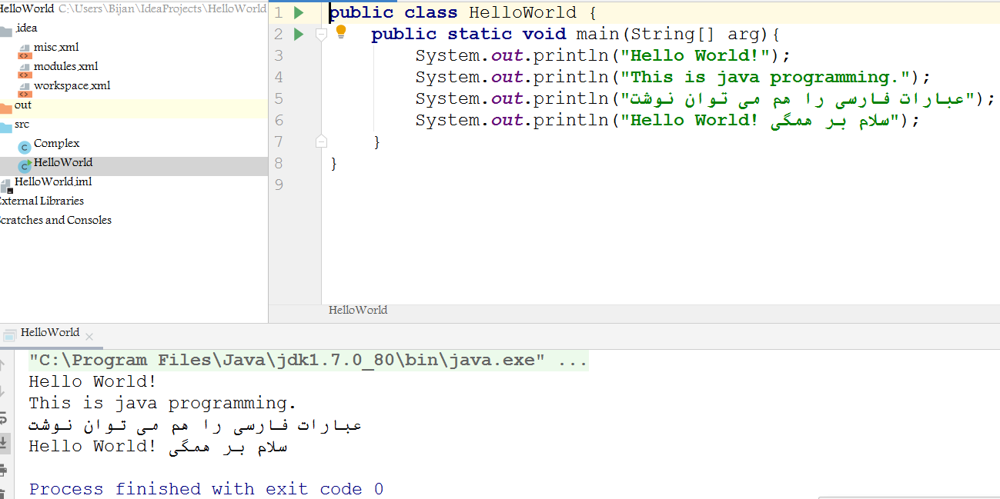 HelloWorld C:\Users\Bijan\IdeaProjects\HelloWorld
.idea
misc.xml
modules.xml
workspace.xml
out
src
Complex
HelloWorld
HelloWorld.iml
External Libraries
Scratches and Consoles
1 public class HelloWorld {
2 public static void main(String[] arg){
3 System.out.println("Hello World!");
4 System.out.println("This is java programming.");
5 System.out.println("عبارات فارسی را هم می توان نوشت");
6 System.out.println("Hello World! سلام بر همگی");
7 }
8 }
9
HelloWorld
HelloWorld
"C:\Program Files\Java\jdk1.7.0_80\bin\java.exe" ...
Hello World!
This is java programming.
عبارات فارسی را هم می توان نوشت
Hello World! سلام بر همگی
Process finished with exit code 0